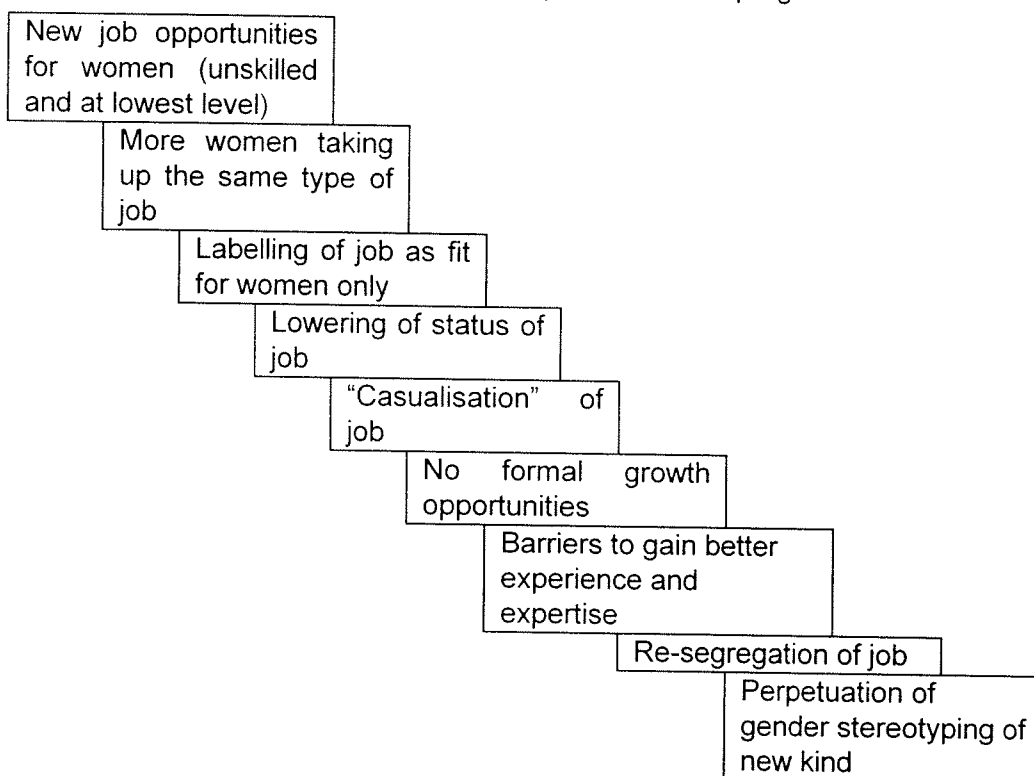 New job opportunities
for women (unskilled
and at lowest level)
More women taking
up the same type of
job
Labelling of job as fit
for women only
Lowering of status of
job
“Casualisation” of
job
No formal growth
opportunities
Barriers to gain better
experience and
expertise
Re-segregation of job
Perpetuation of
gender stereotyping of
new kind